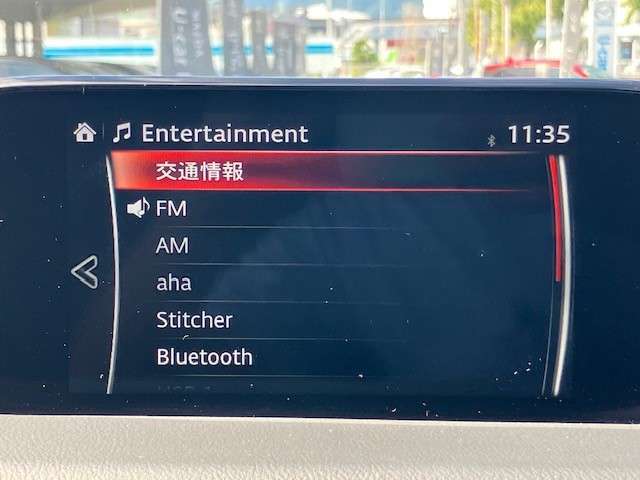 Entertainment 11:35
交通情報
FM
AM
aha
Stitcher
Bluetooth